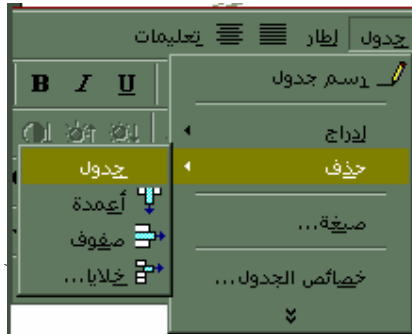 جدول إطار تعليمات
B I U
رسم جدول
إدراج
حذف
جدول
أعمدة
صفوف
خلايا...
صيغة...
خصائص الجدول...